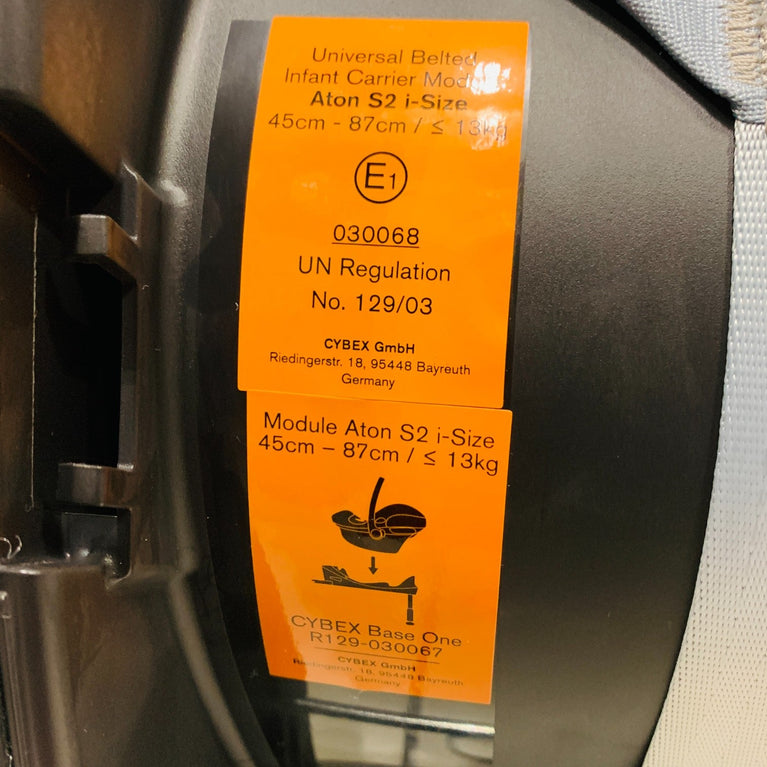 Universal Belted
Infant Carrier Module
Aton S2 i-Size
45cm - 87cm / ≤ 13kg
E1
030068
UN Regulation
No. 129/03
CYBEX GmbH
Riedingerstr. 18, 95448 Bayreuth
Germany
Module Aton S2 i-Size
45cm – 87cm / ≤ 13kg
CYBEX Base One
R129-030067
CYBEX GmbH
Riedingerstr. 18, 95448 Bayreuth
Germany